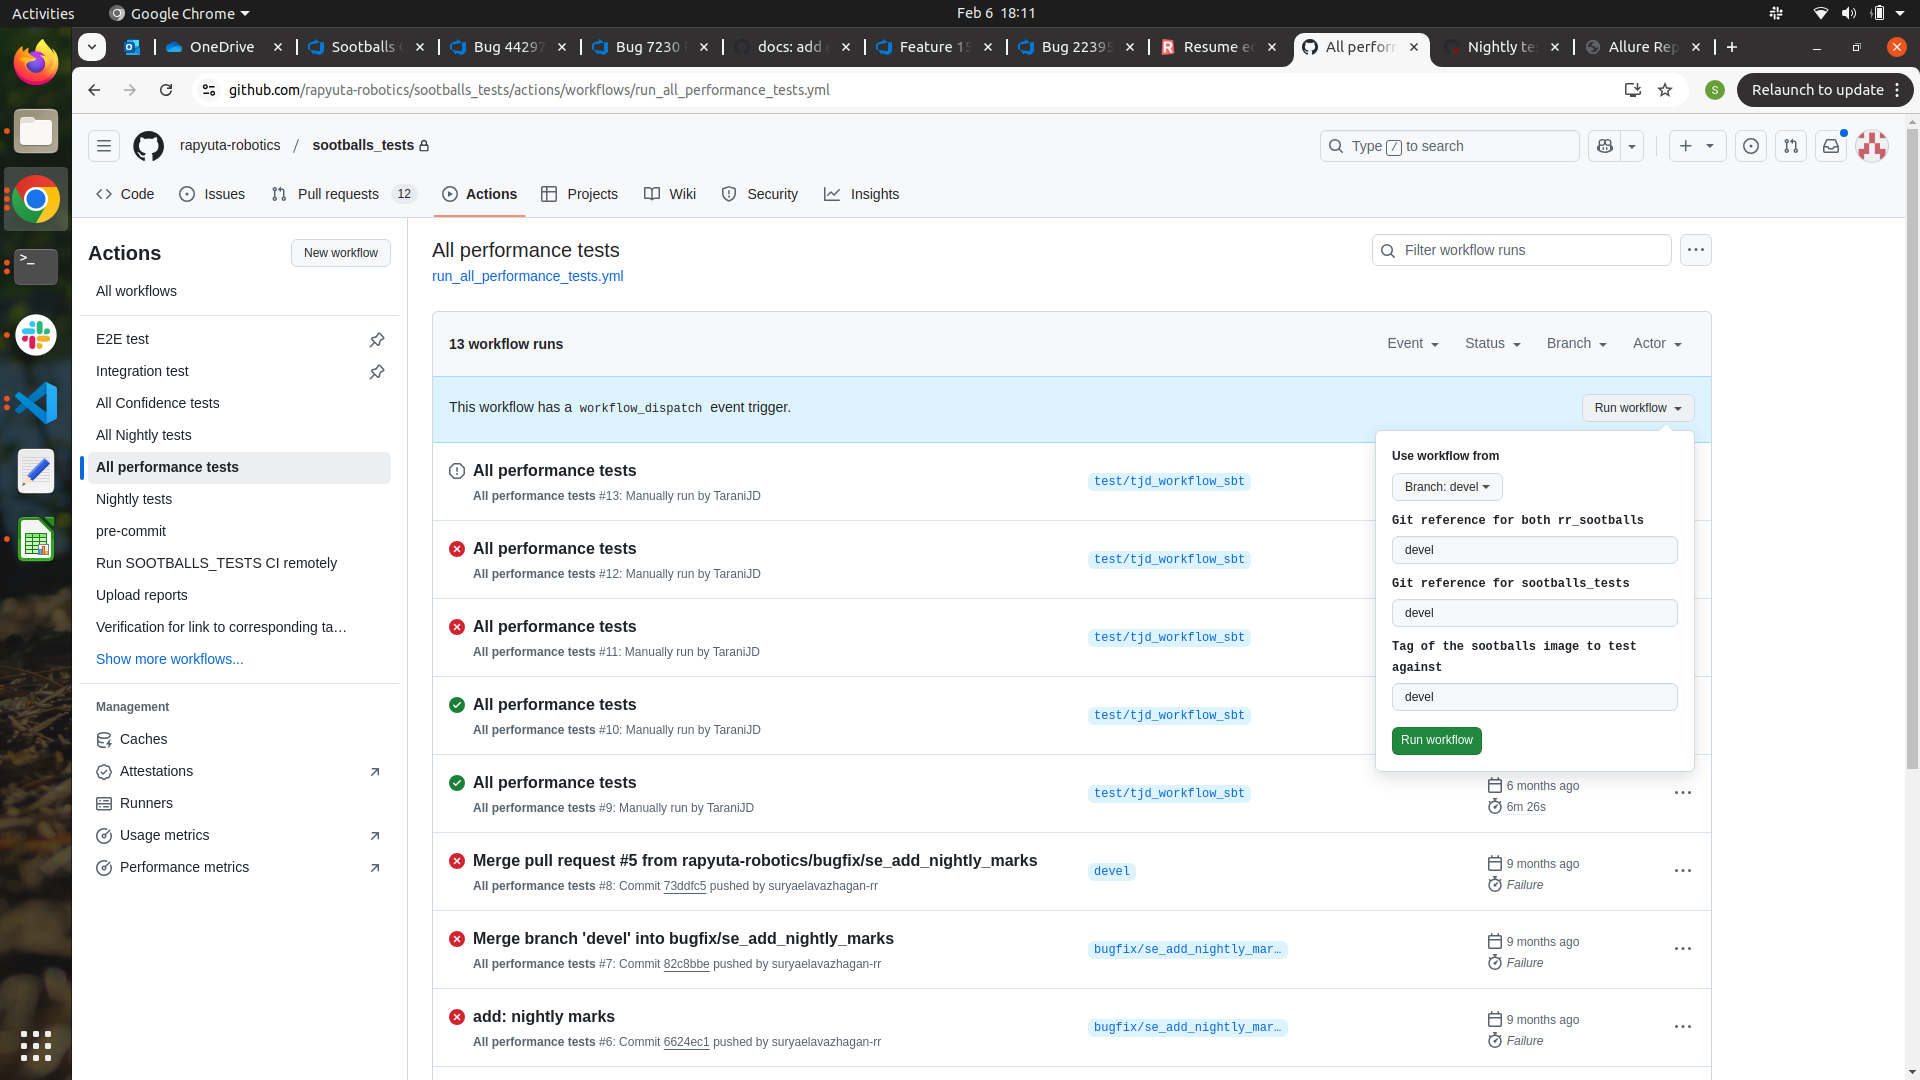 Activities
Google Chrome
Feb 6 18:11
OneDrive
Sootballs
Bug 44297
Bug 7230
docs: add
Feature 15
Bug 22395
Resume
All perfor
Nightly te
Allure Rep
github.com/rapyuta-robotics/sootballs_tests/actions/workflows/run_all_performance_tests.yml
S
Relaunch to update
rapyuta-robotics / sootballs_tests
Type / to search
Code
Issues
Pull requests 12
Actions
Projects
Wiki
Security
Insights
Actions
New workflow
All workflows
E2E test
Integration test
All Confidence tests
All Nightly tests
All performance tests
Nightly tests
pre-commit
Run SOOTBALLS_TESTS CI remotely
Upload reports
Verification for link to corresponding ta…
Show more workflows...
Management
Caches
Attestations
Runners
Usage metrics
Performance metrics
All performance tests
run_all_performance_tests.yml
Filter workflow runs
13 workflow runs
Event
Status
Branch
Actor
This workflow has a workflow_dispatch event trigger.
Run workflow
Use workflow from
Branch: devel
Git reference for both rr_sootballs
devel
Git reference for sootballs_tests
devel
Tag of the sootballs image to test
against
devel
Run workflow
All performance tests
All performance tests #13: Manually run by TaraniJD
test/tjd_workflow_sbt
All performance tests
All performance tests #12: Manually run by TaraniJD
test/tjd_workflow_sbt
All performance tests
All performance tests #11: Manually run by TaraniJD
test/tjd_workflow_sbt
All performance tests
All performance tests #10: Manually run by TaraniJD
test/tjd_workflow_sbt
All performance tests
All performance tests #9: Manually run by TaraniJD
test/tjd_workflow_sbt
6 months ago
6m 26s
Merge pull request #5 from rapyuta-robotics/bugfix/se_add_nightly_marks
All performance tests #8: Commit 73ddfc5 pushed by suryaelavazhagan-rr
devel
9 months ago
Failure
Merge branch 'devel' into bugfix/se_add_nightly_marks
All performance tests #7: Commit 82c8bbe pushed by suryaelavazhagan-rr
bugfix/se_add_nightly_mar…
9 months ago
Failure
add: nightly marks
All performance tests #6: Commit 6624ec1 pushed by suryaelavazhagan-rr
bugfix/se_add_nightly_mar…
9 months ago
Failure